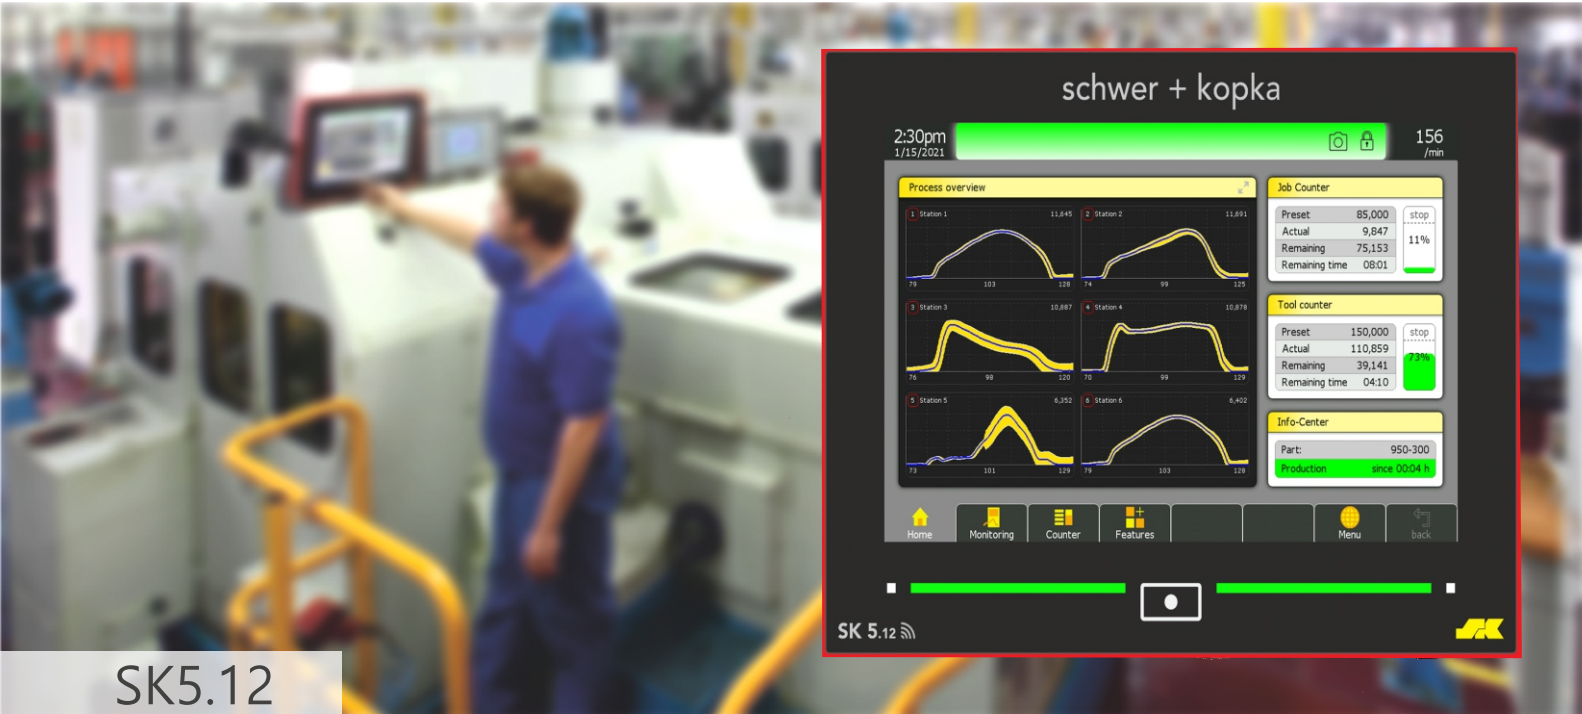 schwer + kopka
2:30pm
1/15/2021
156
/min
Process overview
1 Station 1 11,645
79 103 128
2 Station 2 11,691
74 99 125
3 Station 3 10,887
76 98 120
4 Station 4 10,878
70 99 129
5 Station 5 6,352
73 101 129
6 Station 6 6,402
79 103 128
Job Counter
Preset 85,000
Actual 9,847
Remaining 75,153
Remaining time 08:01
stop
11%
Tool counter
Preset 150,000
Actual 110,859
Remaining 39,141
Remaining time 04:10
stop
73%
Info-Center
Part: 950-300
Production since 00:04 h
Home
Monitoring
Counter
Features
Menu
back
SK 5.12
SK
SK5.12